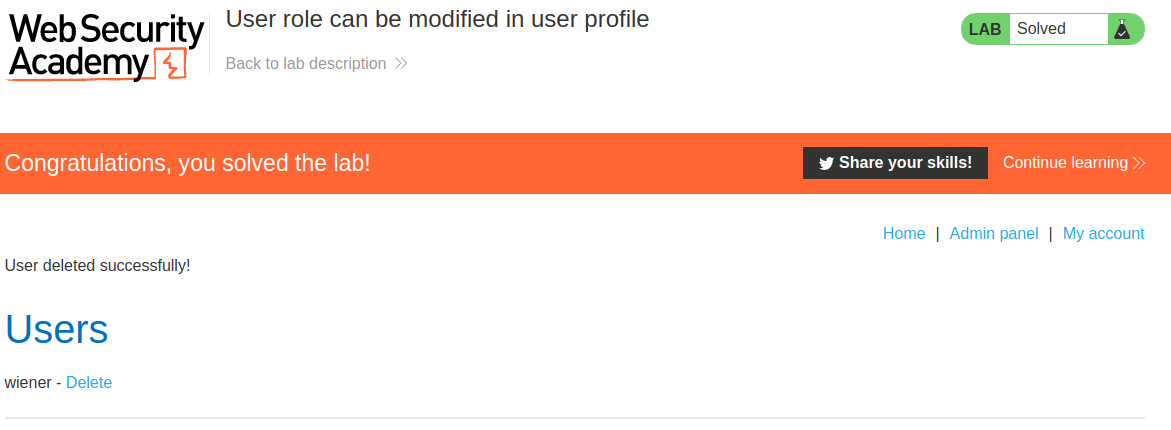 Web Security
Academy
User role can be modified in user profile
Back to lab description
LAB Solved
Congratulations, you solved the lab!
Share your skills! Continue learning
Home | Admin panel | My account
User deleted successfully!
Users
wiener - Delete